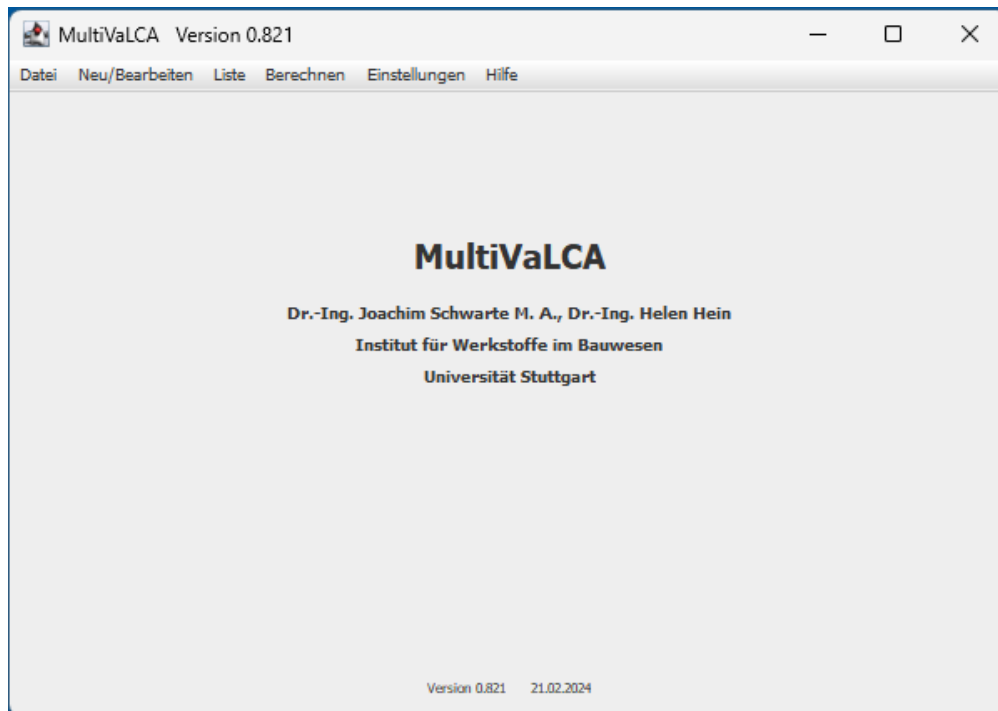 MultiVaLCA Version 0.821
Datei Neu/Bearbeiten Liste Berechnen Einstellungen Hilfe
MultiVaLCA
Dr.-Ing. Joachim Schwarte M. A., Dr.-Ing. Helen Hein
Institut für Werkstoffe im Bauwesen
Universität Stuttgart
Version 0.821 21.02.2024